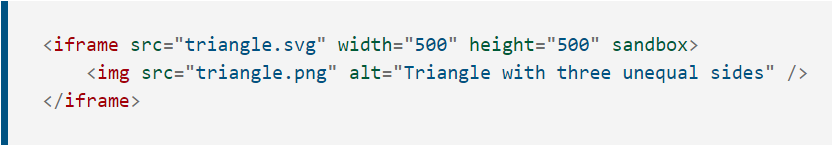 <iframe src="triangle.svg" width="500" height="500" sandbox>
    <img src="triangle.png" alt="Triangle with three unequal sides" />
</iframe>